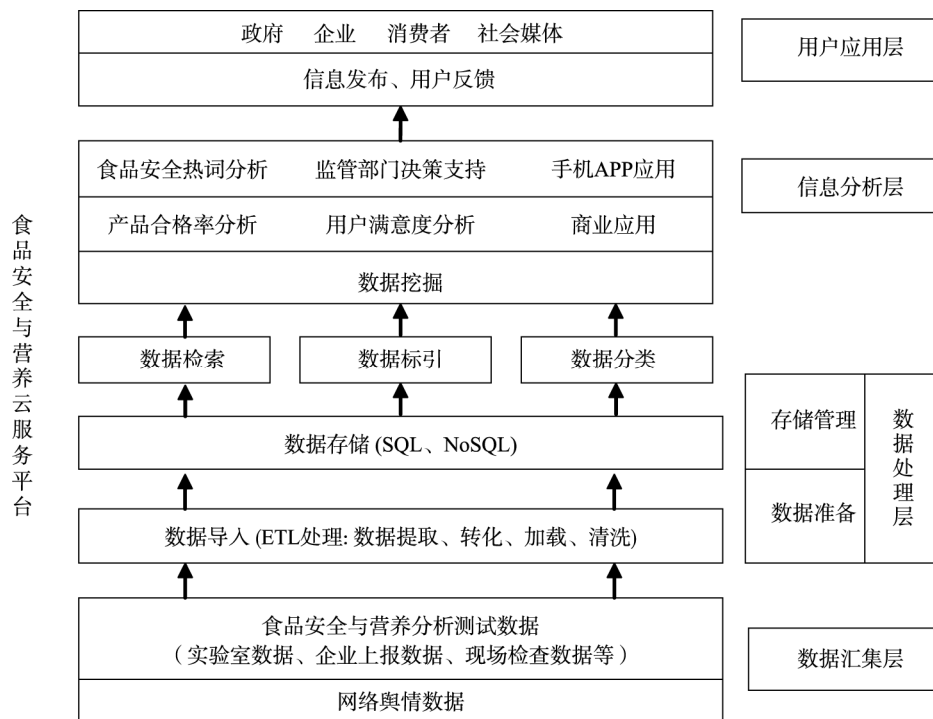 政府 企业 消费者 社会媒体
用户应用层
信息发布、用户反馈
食品安全热词分析 监管部门决策支持 手机APP应用
信息分析层
产品合格率分析 用户满意度分析 商业应用
数据挖掘
食品安全与营养云服务平台
数据检索 数据标引 数据分类
数据存储 (SQL、NoSQL)
存储管理
数据处理层
数据导入 (ETL处理: 数据提取、转化、加载、清洗)
数据准备
食品安全与营养分析测试数据
（实验室数据、企业上报数据、现场检查数据等）
数据汇集层
网络舆情数据